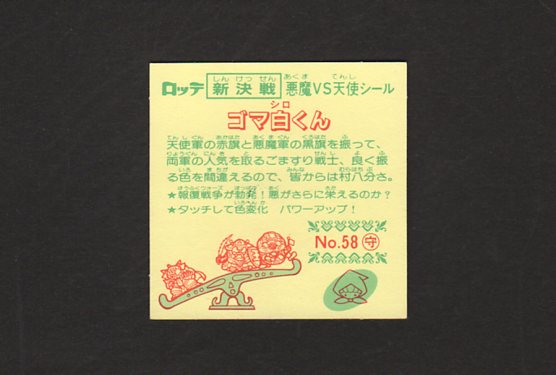 ロッテ 新決戦 悪魔VS天使シール
ゴマ白くん
天使軍の赤旗と悪魔軍の黒旗を振って、
両軍の人気を取るごますり戦士、良く振
る色を間違えるので、皆からは村八分さ。
★報復戦争が勃発!悪がさらに栄えるのか?
★タッチして色変化 パワーアップ!
No.58 守